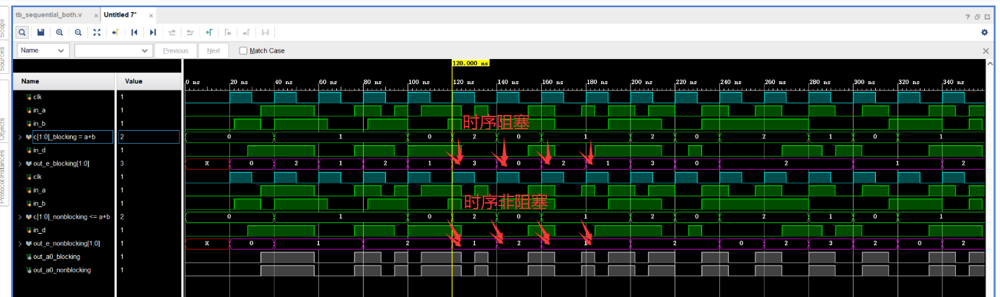 tb_sequential_both.v × Untitled 7* ×
Name Previous Next Match Case
120.000 ns
Name Value 0 ns 20 ns 40 ns 60 ns 80 ns 100 ns 120 ns 140 ns 160 ns 180 ns 200 ns 220 ns 240 ns 260 ns 280 ns 300 ns 320 ns 340 ns
clk 1
in_a 1
in_b 1
时序阻塞
c[1:0]_blocking = a+b 2 0 1 0 2 0 1 2 0 2 1 0 1
in_d 1
out_e_blocking[1:0] 3 X 0 2 1 2 1 3 0 2 1 3 0 2 1 2
clk 1
in_a 1
in_b 1
时序非阻塞
c[1:0]_nonblocking <= a+b 2 0 1 0 2 0 1 2 0 2 1 0 1
in_d 1
out_e_nonblocking[1:0] 1 X 0 1 2 1 2 1 2 0 2 3 2 0 2
out_a0_blocking 1
out_a0_nonblocking 1
Scope
Sources
Objects
Protocol Instances